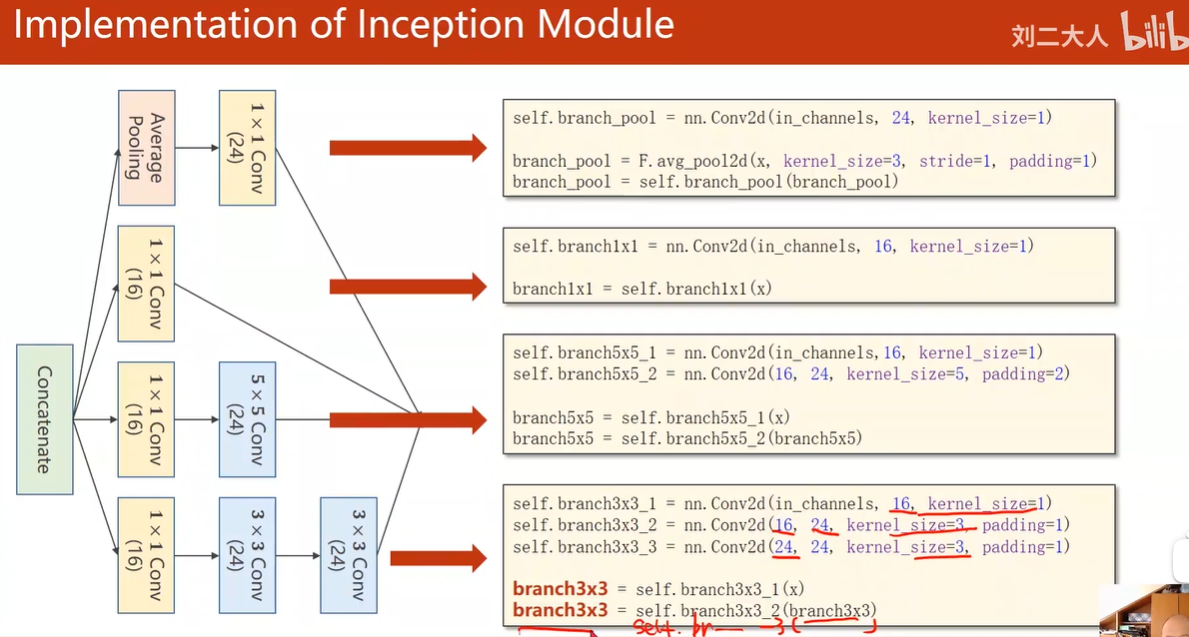 Implementation of Inception Module
刘二大人 bilib
Average
Pooling
1×1 Conv
(24)
1×1 Conv
(16)
Concatenate
1×1 Conv
(16)
5×5 Conv
(24)
1×1 Conv
(16)
3×3 Conv
(24)
3×3 Conv
(24)
self.branch_pool = nn.Conv2d(in_channels, 24, kernel_size=1)
branch_pool = F.avg_pool2d(x, kernel_size=3, stride=1, padding=1)
branch_pool = self.branch_pool(branch_pool)
self.branch1x1 = nn.Conv2d(in_channels, 16, kernel_size=1)
branch1x1 = self.branch1x1(x)
self.branch5x5_1 = nn.Conv2d(in_channels,16, kernel_size=1)
self.branch5x5_2 = nn.Conv2d(16, 24, kernel_size=5, padding=2)
branch5x5 = self.branch5x5_1(x)
branch5x5 = self.branch5x5_2(branch5x5)
self.branch3x3_1 = nn.Conv2d(in_channels, 16, kernel_size=1)
self.branch3x3_2 = nn.Conv2d(16, 24, kernel_size=3, padding=1)
self.branch3x3_3 = nn.Conv2d(24, 24, kernel_size=3, padding=1)
branch3x3 = self.branch3x3_1(x)
branch3x3 = self.branch3x3_2(branch3x3)
self.br